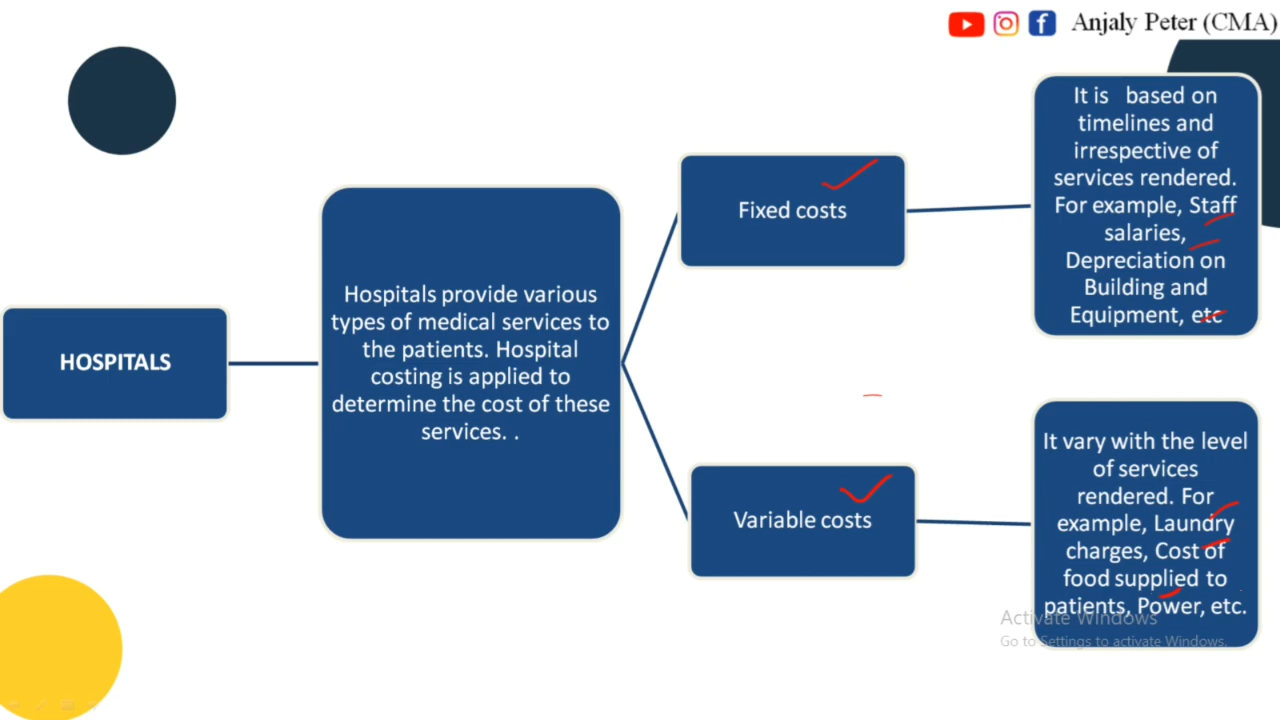 Anjaly Peter (CMA)
HOSPITALS
Hospitals provide various
types of medical services to
the patients. Hospital
costing is applied to
determine the cost of these
services. .
Fixed costs
It is based on
timelines and
irrespective of
services rendered.
For example, Staff
salaries,
Depreciation on
Building and
Equipment, etc
Variable costs
It vary with the level
of services
rendered. For
example, Laundry
charges, Cost of
food supplied to
patients, Power, etc.
Activate Windows
Go to Settings to activate Windows.